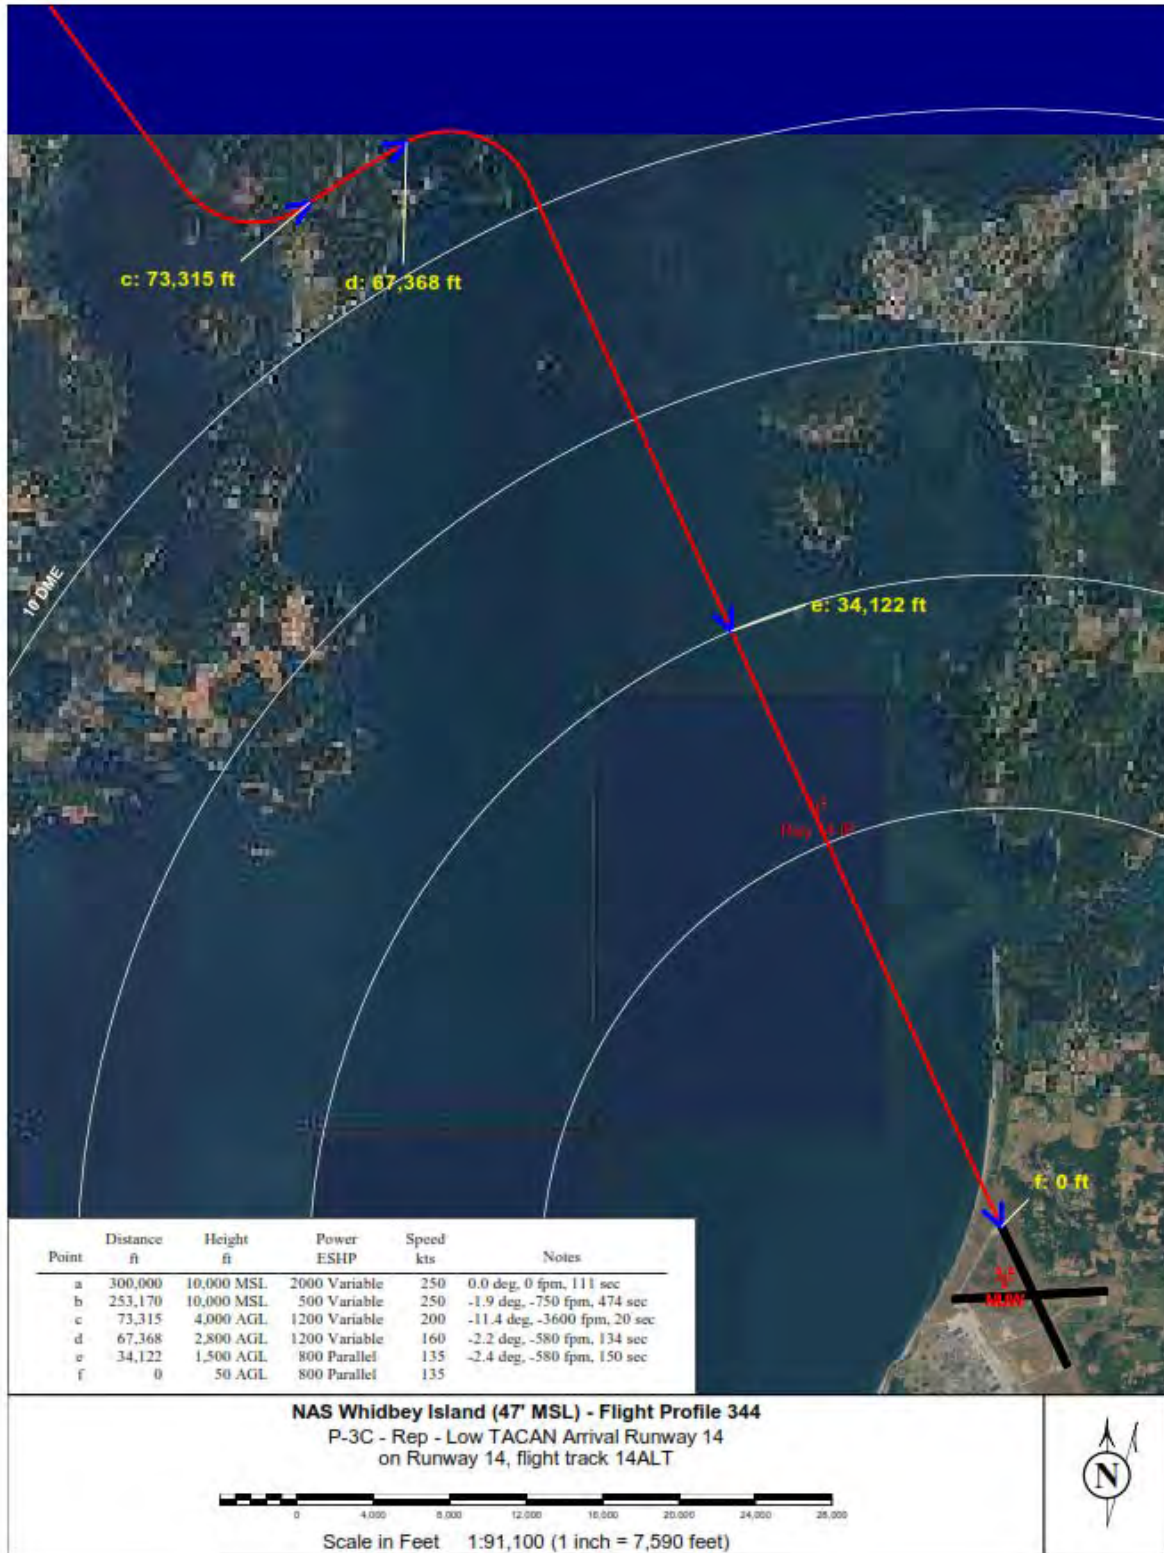 c: 73,315 ft
d: 67,368 ft
10 DME
e: 34,122 ft
f: 0 ft
NUW
Point Distance ft Height ft Power ESHP Speed kts Notes
a 300,000 10,000 MSL 2000 Variable 250 0.0 deg, 0 fpm, 111 sec
b 253,170 10,000 MSL 500 Variable 250 -1.9 deg, -750 fpm, 474 sec
c 73,315 4,000 AGL 1200 Variable 200 -11.4 deg, -3600 fpm, 20 sec
d 67,368 2,800 AGL 1200 Variable 160 -2.2 deg, -580 fpm, 134 sec
e 34,122 1,500 AGL 800 Parallel 135 -2.4 deg, -580 fpm, 150 sec
f 0 50 AGL 800 Parallel 135
NAS Whidbey Island (47' MSL) - Flight Profile 344
P-3C - Rep - Low TACAN Arrival Runway 14
on Runway 14, flight track 14ALT
0 4,000 8,000 12,000 16,000 20,000 24,000 28,000
Scale in Feet 1:91,100 (1 inch = 7,590 feet)
N